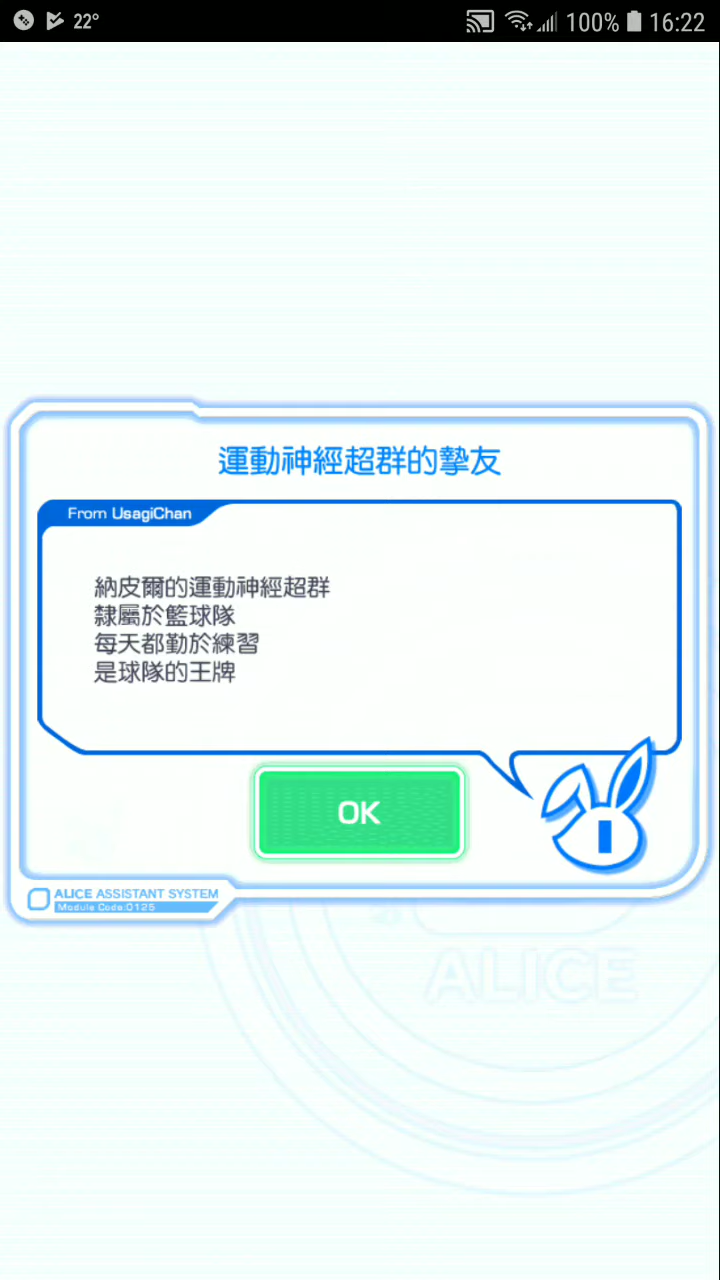 22°
100% 16:22
運動神經超群的摯友
From UsagiChan
納皮爾的運動神經超群
隸屬於籃球隊
每天都勤於練習
是球隊的王牌
OK
ALICE ASSISTANT SYSTEM
Module Code:0125
ALICE